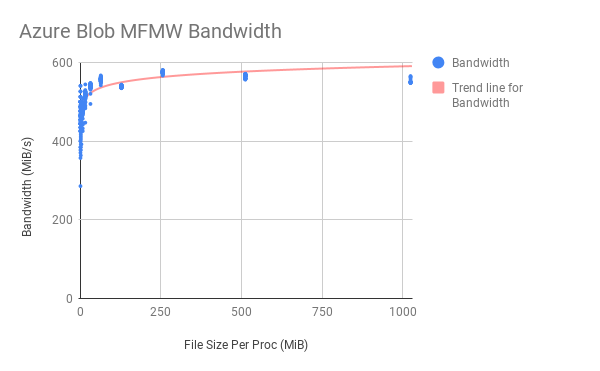 Azure Blob MFMW Bandwidth
600
400
200
0
0
250
500
750
1000
Bandwidth (MiB/s)
File Size Per Proc (MiB)
Bandwidth
Trend line for
Bandwidth